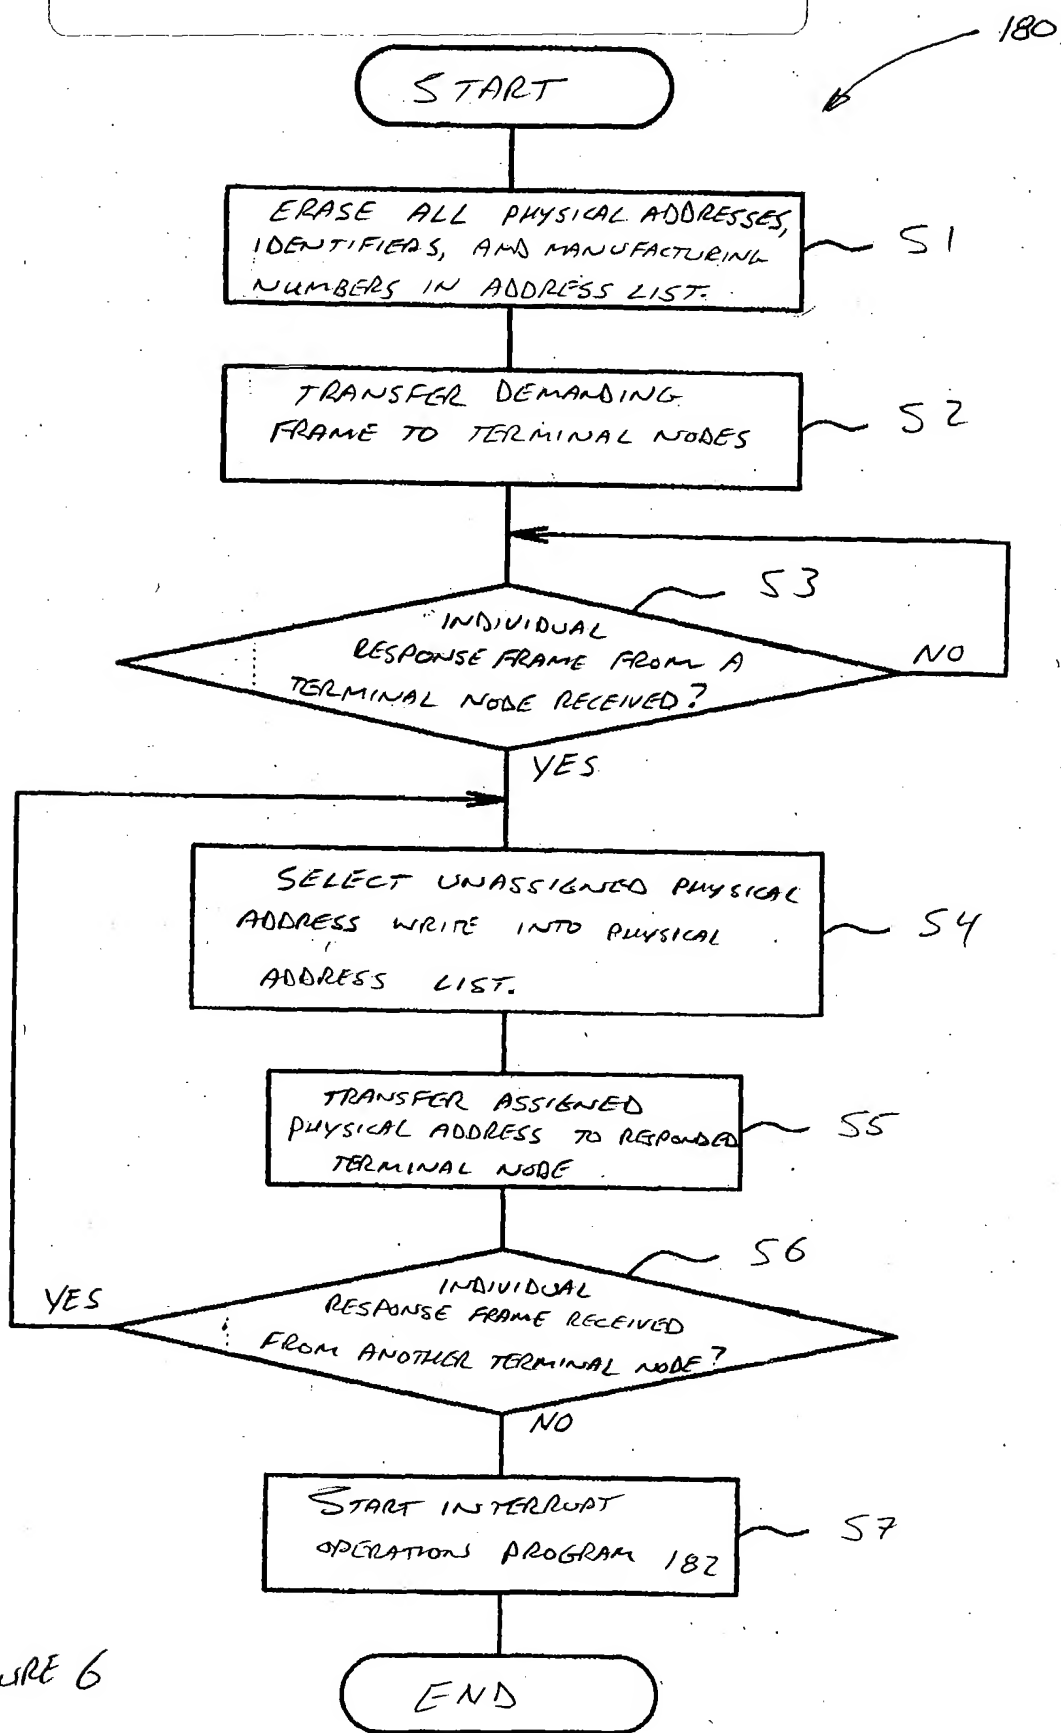 180
START
ERASE ALL PHYSICAL ADDRESSES,
IDENTIFIERS, AND MANUFACTURING
NUMBERS IN ADDRESS LIST.
S1
TRANSFER DEMANDING
FRAME TO TERMINAL NODES
S2
S3
INDIVIDUAL
RESPONSE FRAME FROM A
TERMINAL NODE RECEIVED?
NO
YES
SELECT UNASSIGNED PHYSICAL
ADDRESS WRITE INTO PHYSICAL
ADDRESS LIST.
S4
TRANSFER ASSIGNED
PHYSICAL ADDRESS TO RESPONDED
TERMINAL NODE
S5
S6
YES
INDIVIDUAL
RESPONSE FRAME RECEIVED
FROM ANOTHER TERMINAL NODE?
NO
START INTERRUPT
OPERATIONS PROGRAM 182
S7
URE 6
END